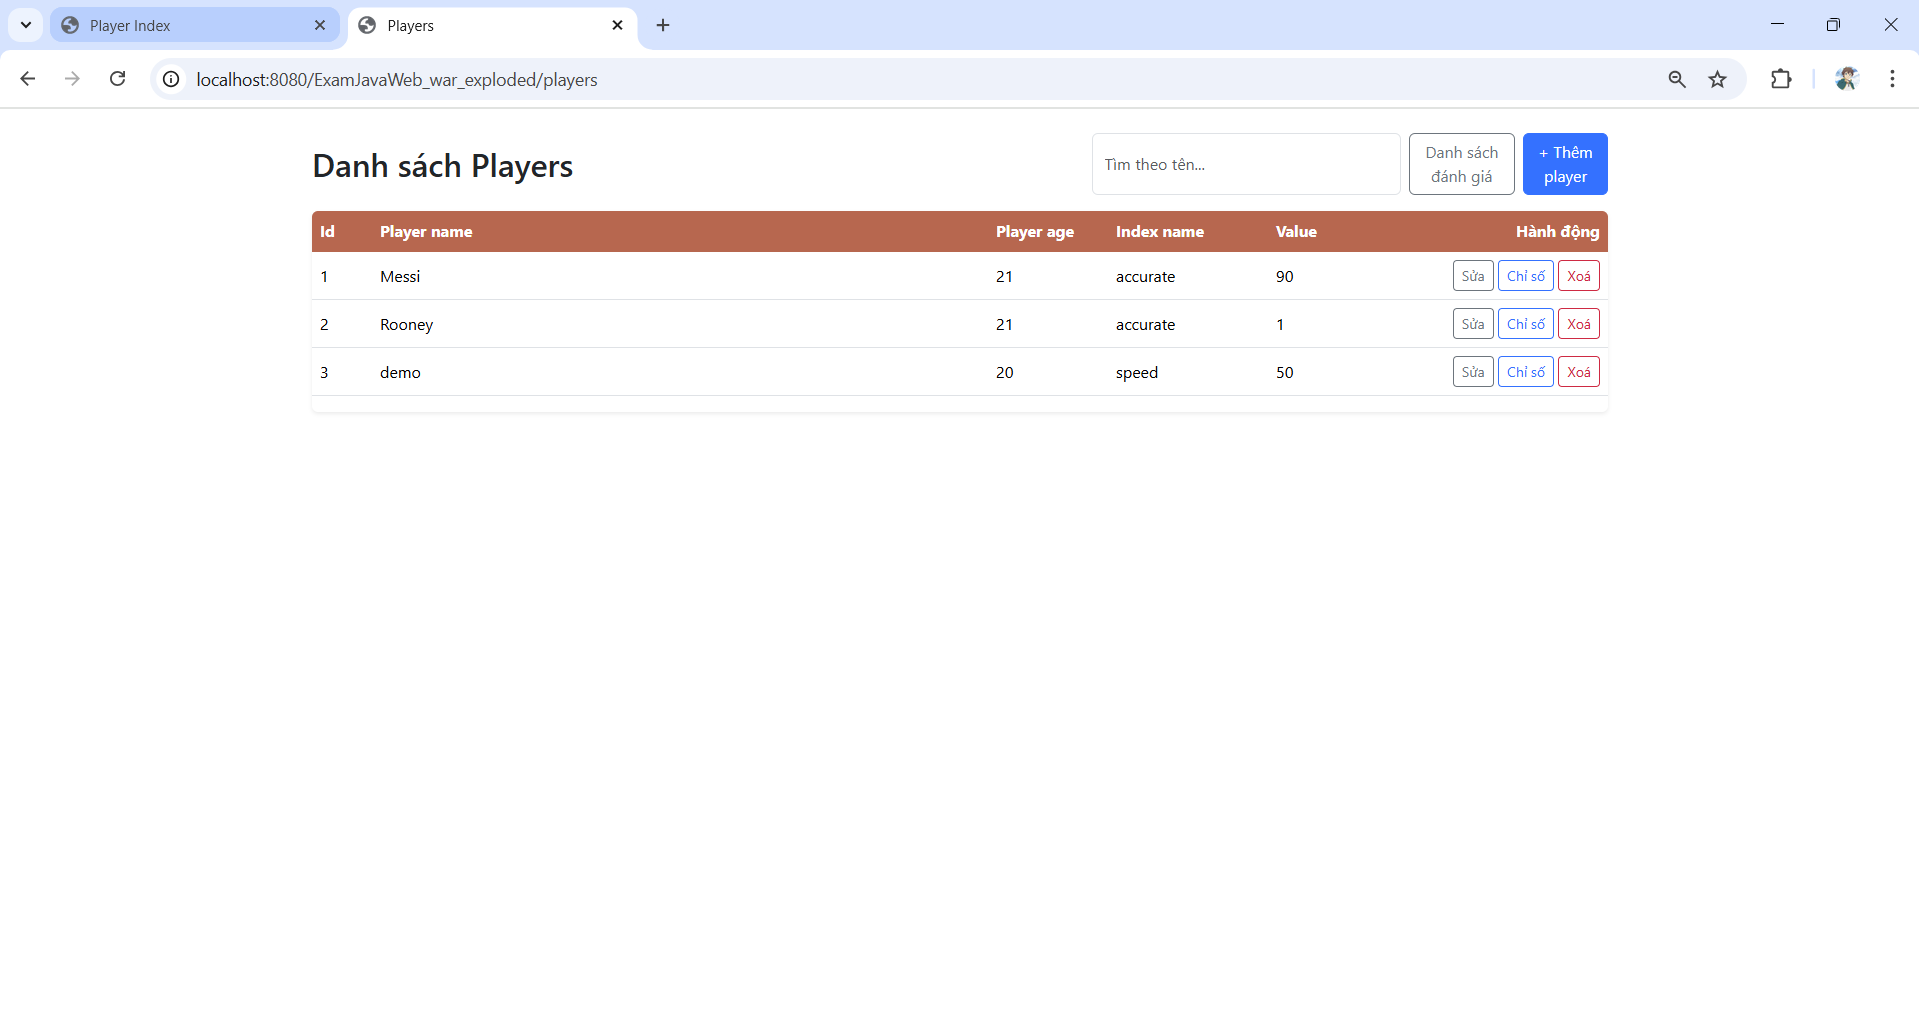 Player Index
Players
localhost:8080/ExamJavaWeb_war_exploded/players
Danh sách Players
Tìm theo tên...
Danh sách
đánh giá
+ Thêm
player
Id Player name Player age Index name Value Hành động
1 Messi 21 accurate 90 Sửa Chỉ số Xoá
2 Rooney 21 accurate 1 Sửa Chỉ số Xoá
3 demo 20 speed 50 Sửa Chỉ số Xoá